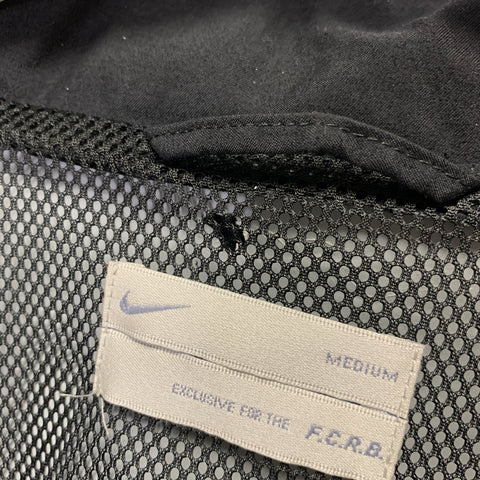 MEDIUM
EXCLUSIVE FOR THE F.C.R.B.